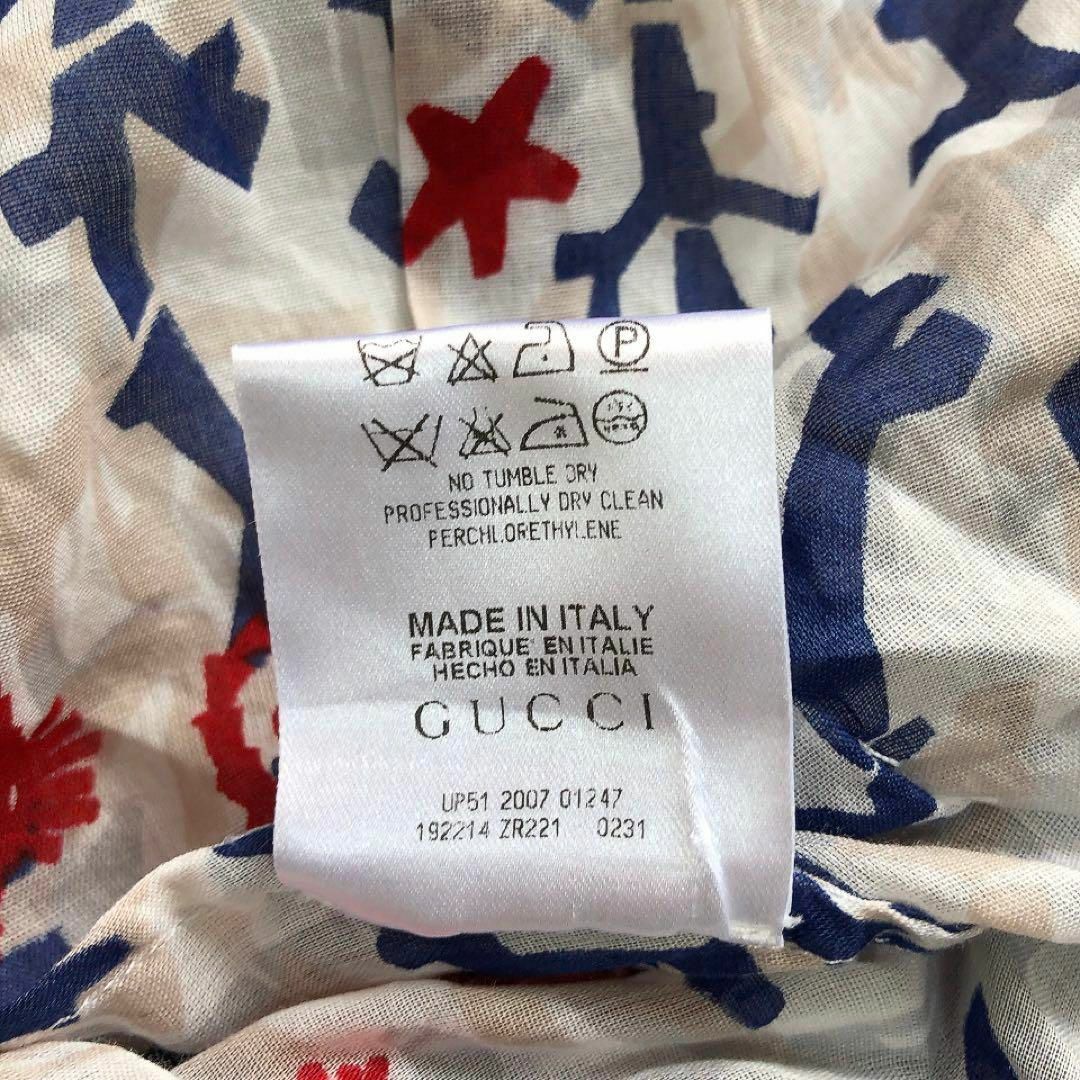 P
NO TUMBLE DRY
PROFESSIONALLY DRY CLEAN
PERCHLORETHYLENE
MADE IN ITALY
FABRIQUE' EN ITALIE
HECHO EN ITALIA
GUCCI
UP51 2007 01247
192214 ZR221 0231